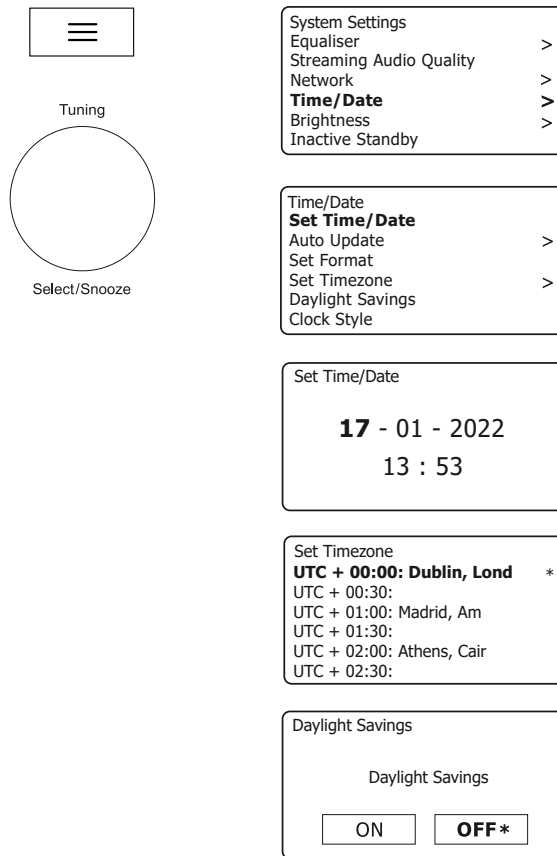 Tuning
Select/Snooze
System Settings
Equaliser >
Streaming Audio Quality
Network >
Time/Date >
Brightness >
Inactive Standby
Time/Date
Set Time/Date
Auto Update >
Set Format
Set Timezone >
Daylight Savings
Clock Style
Set Time/Date
17 - 01 - 2022
13 : 53
Set Timezone
UTC + 00:00: Dublin, Lond *
UTC + 00:30:
UTC + 01:00: Madrid, Am
UTC + 01:30:
UTC + 02:00: Athens, Cair
UTC + 02:30:
Daylight Savings
Daylight Savings
ON OFF*